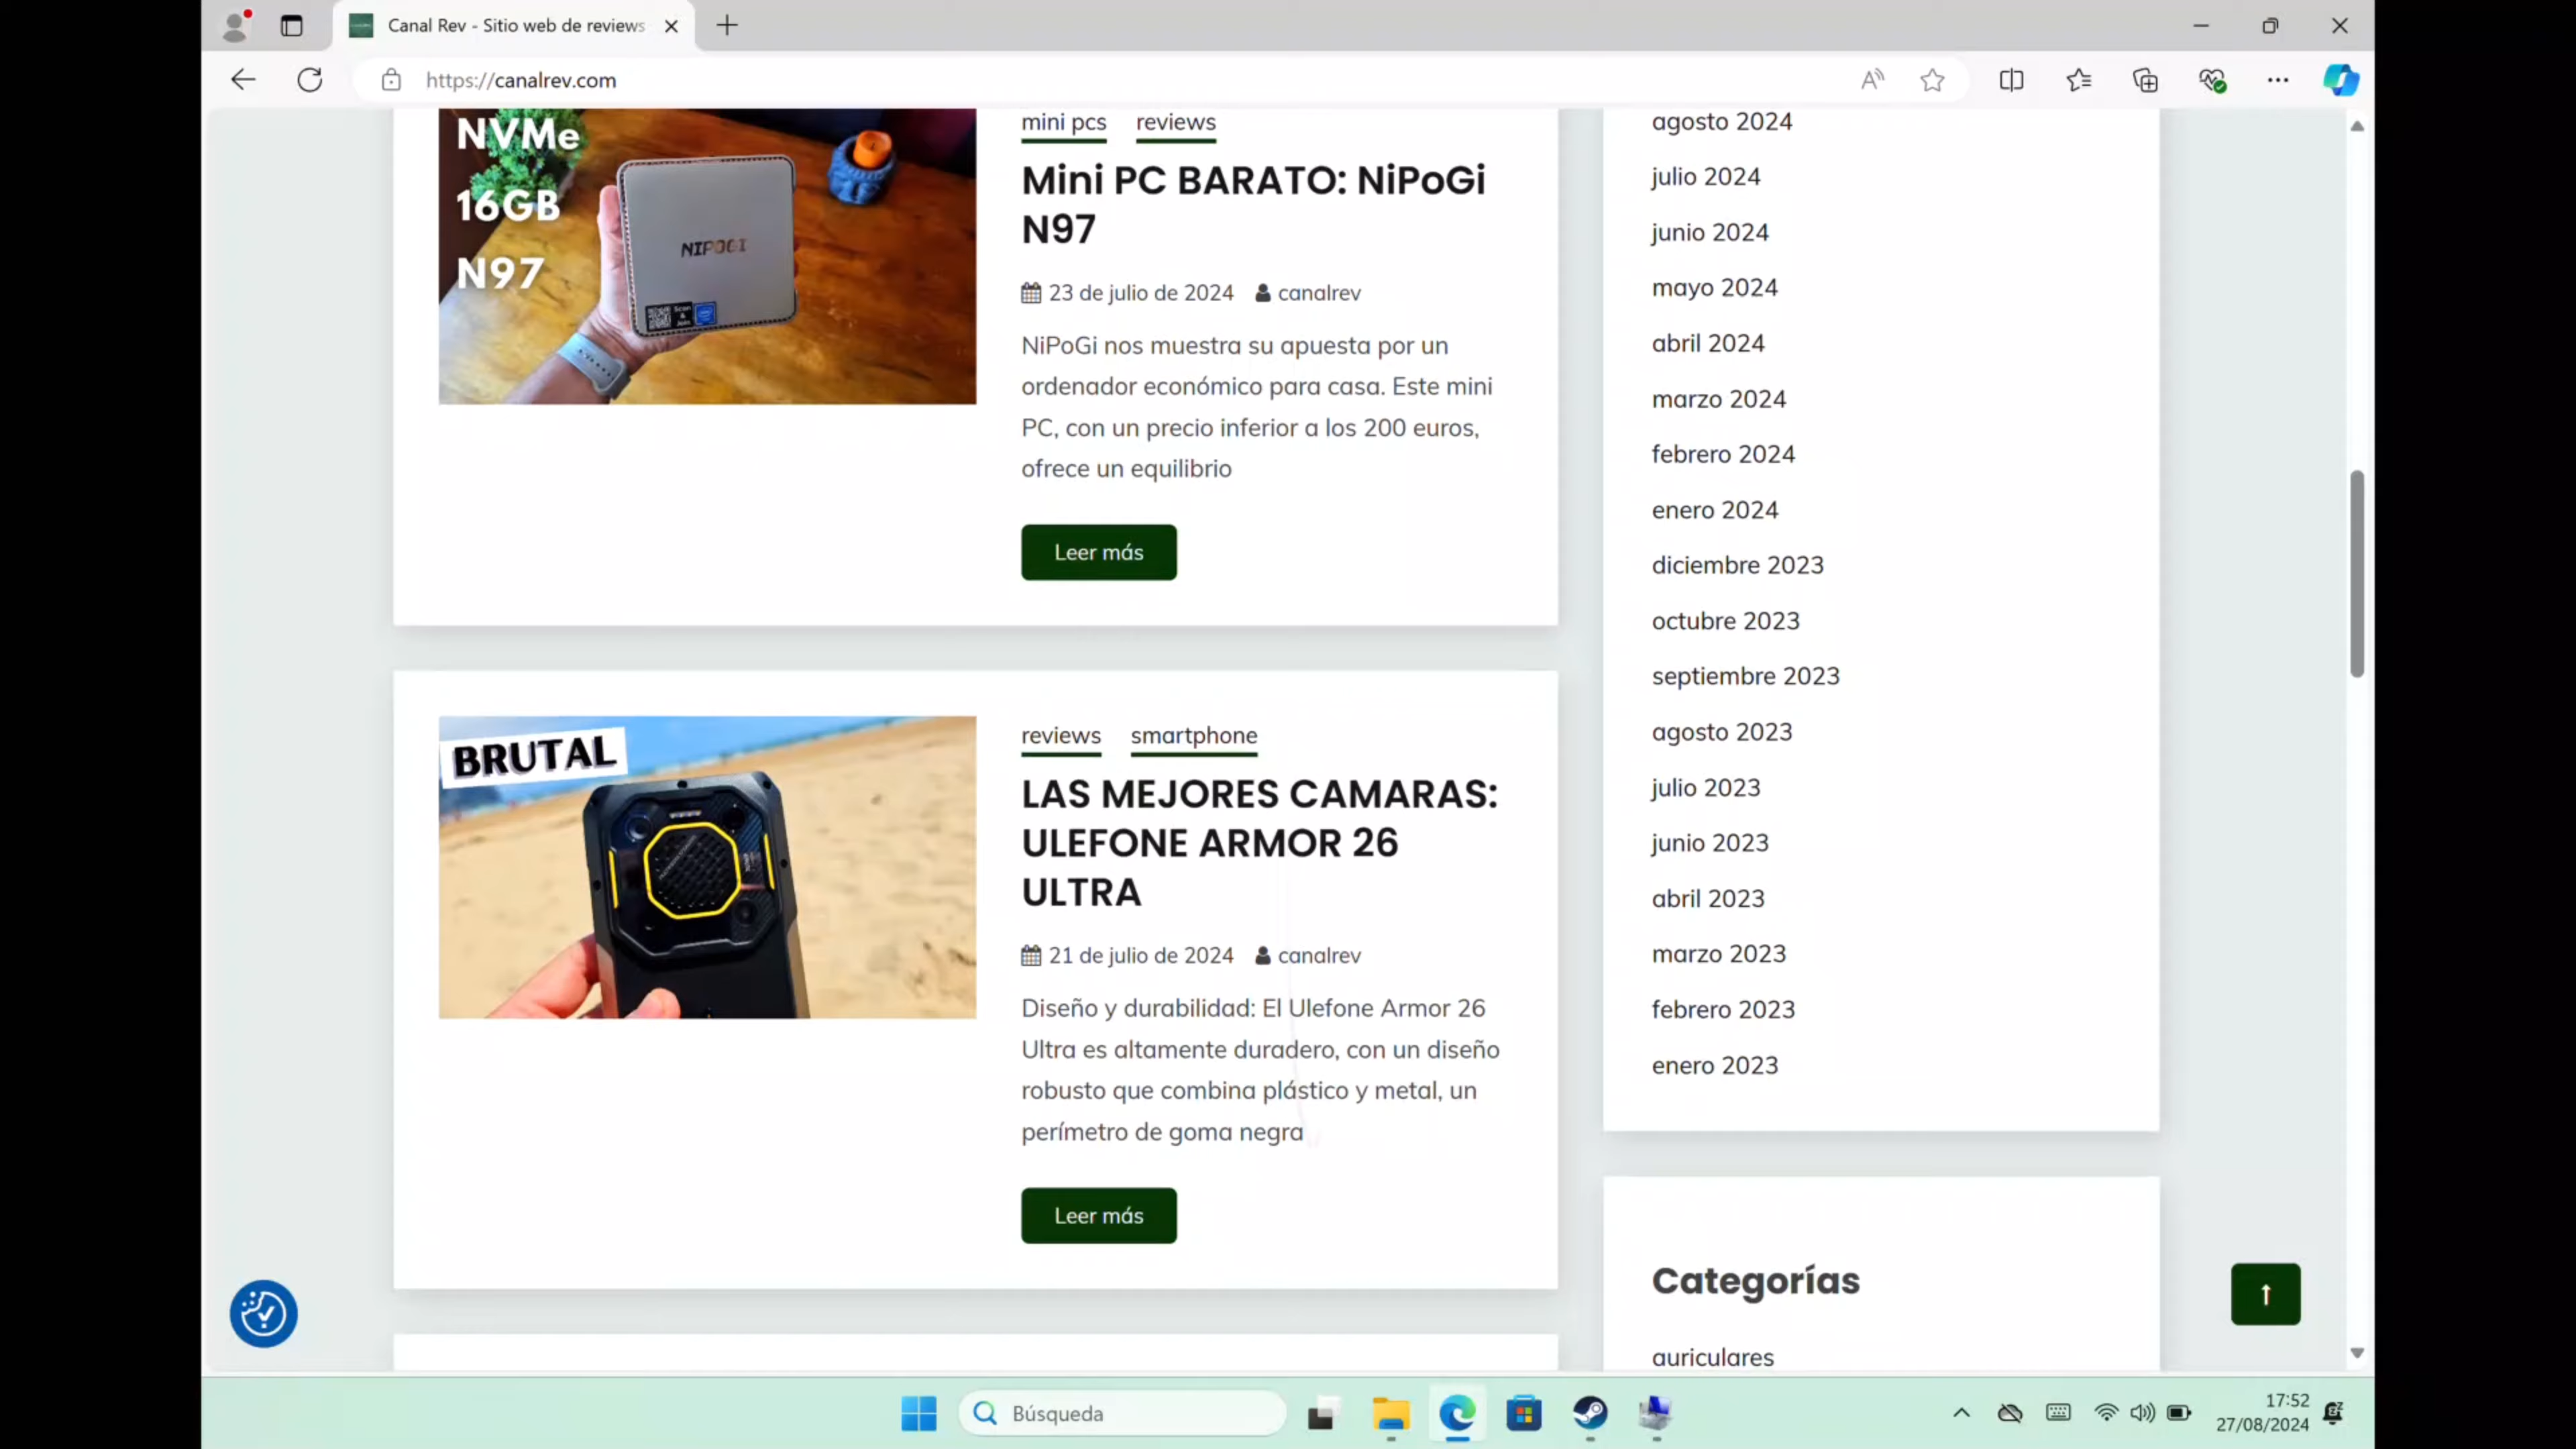 Canal Rev - Sitio web de reviews
https://canalrev.com
NVMe
16GB
N97
NIPOGI
mini pcs reviews
Mini PC BARATO: NiPoGi
N97
23 de julio de 2024 canalrev
NiPoGi nos muestra su apuesta por un
ordenador económico para casa. Este mini
PC, con un precio inferior a los 200 euros,
ofrece un equilibrio
Leer más
BRUTAL
reviews smartphone
LAS MEJORES CAMARAS:
ULEFONE ARMOR 26
ULTRA
21 de julio de 2024 canalrev
Diseño y durabilidad: El Ulefone Armor 26
Ultra es altamente duradero, con un diseño
robusto que combina plástico y metal, un
perímetro de goma negra
Leer más
agosto 2024
julio 2024
junio 2024
mayo 2024
abril 2024
marzo 2024
febrero 2024
enero 2024
diciembre 2023
octubre 2023
septiembre 2023
agosto 2023
julio 2023
junio 2023
abril 2023
marzo 2023
febrero 2023
enero 2023
Categorías
auriculares
Búsqueda
17:52
27/08/2024